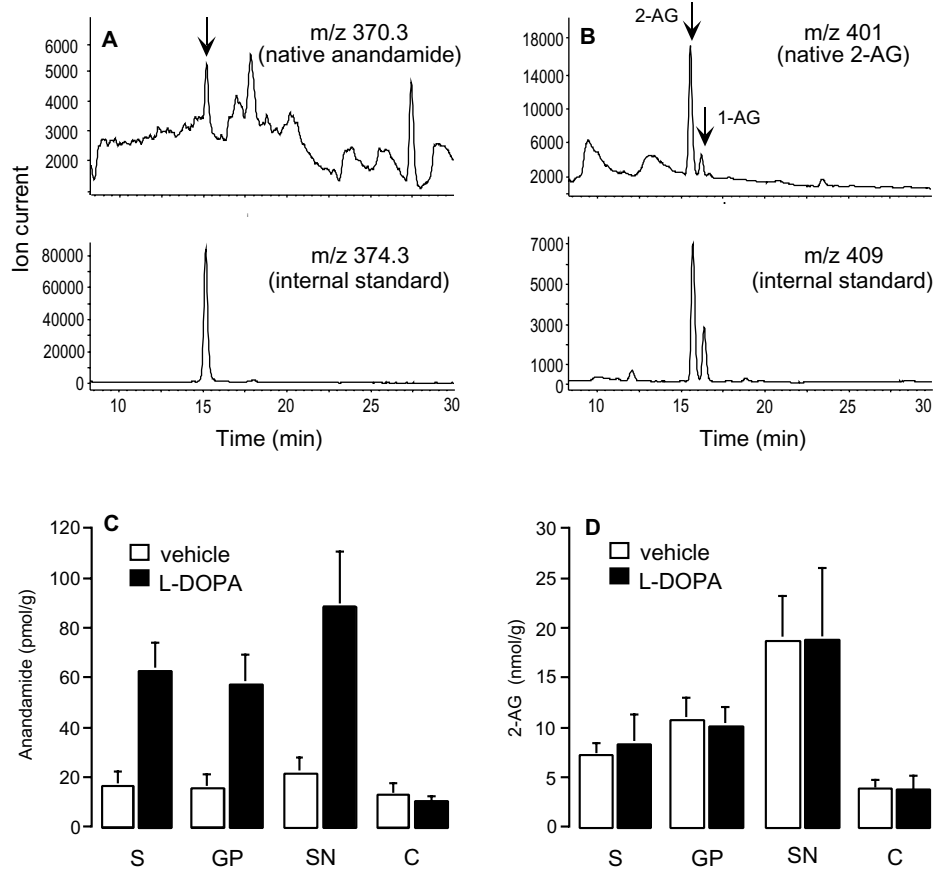 A
m/z 370.3
(native anandamide)
6000
5000
4000
3000
2000
Ion current
m/z 374.3
(internal standard)
80000
60000
40000
20000
0
10 15 20 25 30
Time (min)
B
2-AG
1-AG
m/z 401
(native 2-AG)
18000
14000
10000
6000
2000
m/z 409
(internal standard)
7000
5000
3000
1000
0
10 15 20 25 30
Time (min)
C
vehicle
L-DOPA
120
100
80
60
40
20
0
Anandamide (pmol/g)
S GP SN C
D
vehicle
L-DOPA
30
25
20
15
10
5
0
2-AG (nmol/g)
S GP SN C